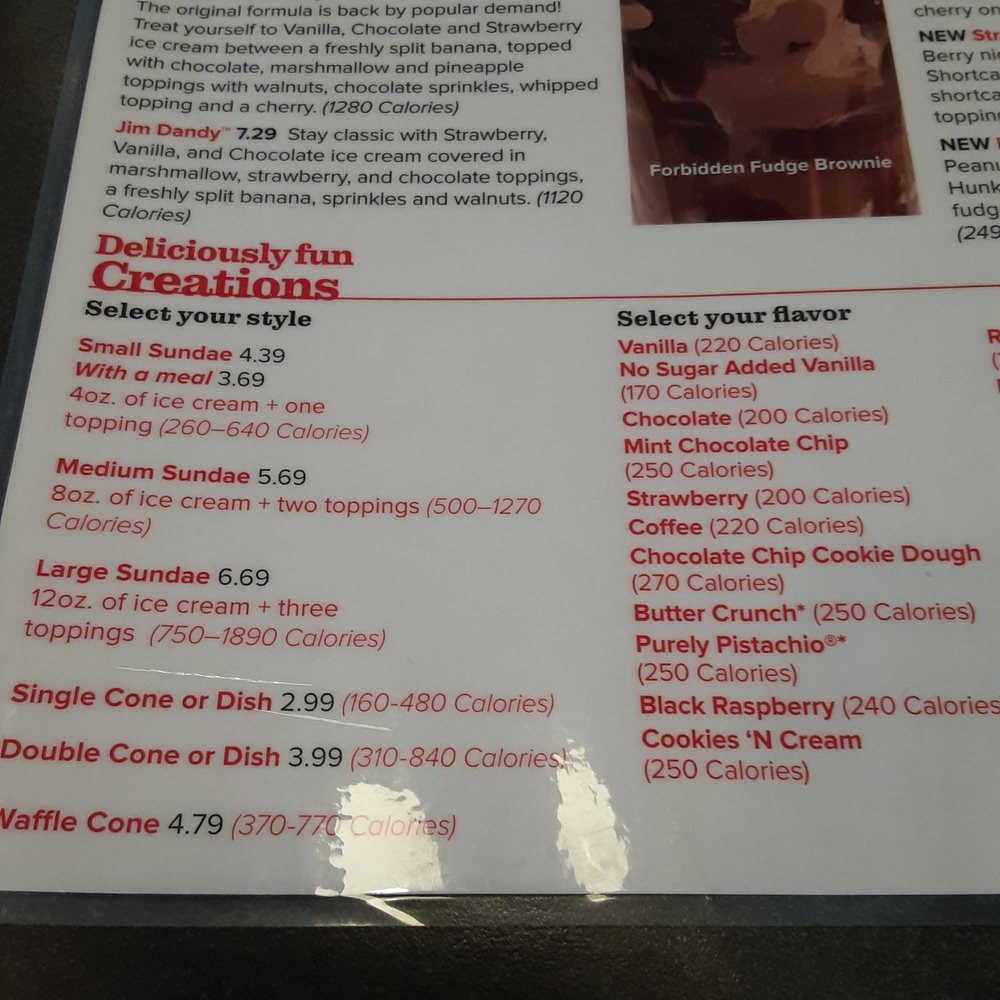 The original formula is back by popular demand!
Treat yourself to Vanilla, Chocolate and Strawberry
ice cream between a freshly split banana, topped
with chocolate, marshmallow and pineapple
toppings with walnuts, chocolate sprinkles, whipped
topping and a cherry. (1280 Calories)
Jim Dandy™ 7.29 Stay classic with Strawberry,
Vanilla, and Chocolate ice cream covered in
marshmallow, strawberry, and chocolate toppings,
a freshly split banana, sprinkles and walnuts. (1120
Calories)
Forbidden Fudge Brownie
cherry on
NEW Str
Berry nic
Shortca
shortca
toppin
NEW
Peanu
Hunk
fudg
(249
Deliciously fun
Creations
Select your style
Small Sundae 4.39
With a meal 3.69
4oz. of ice cream + one
topping (260–640 Calories)
Medium Sundae 5.69
8oz. of ice cream + two toppings (500–1270
Calories)
Large Sundae 6.69
12oz. of ice cream + three
toppings (750–1890 Calories)
Single Cone or Dish 2.99 (160-480 Calories)
Double Cone or Dish 3.99 (310-840 Calories)
Waffle Cone 4.79 (370-770 Calories)
Select your flavor
Vanilla (220 Calories)
No Sugar Added Vanilla
(170 Calories)
Chocolate (200 Calories)
Mint Chocolate Chip
(250 Calories)
Strawberry (200 Calories)
Coffee (220 Calories)
Chocolate Chip Cookie Dough
(270 Calories)
Butter Crunch* (250 Calories)
Purely Pistachio®*
(250 Calories)
Black Raspberry (240 Calories
Cookies ‘N Cream
(250 Calories)
R